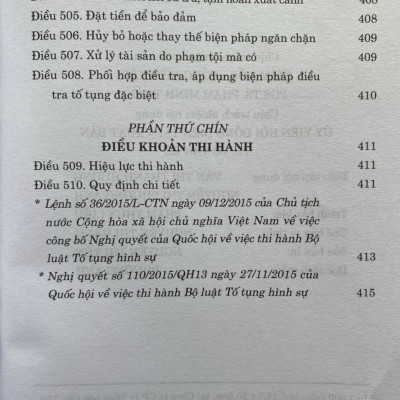 408
Điều 505. Đặt tiền để bảo đảm 408
Điều 506. Hủy bỏ hoặc thay thế biện pháp ngăn chặn 409
Điều 507. Xử lý tài sản do phạm tội mà có 409
Điều 508. Phối hợp điều tra, áp dụng biện pháp điều
tra tố tụng đặc biệt 410
PHẦN THỨ CHÍN
ĐIỀU KHOẢN THI HÀNH 411
Điều 509. Hiệu lực thi hành 411
Điều 510. Quy định chi tiết 411
* Lệnh số 36/2015/L-CTN ngày 09/12/2015 của Chủ tịch
nước Cộng hòa xã hội chủ nghĩa Việt Nam về việc
công bố Nghị quyết của Quốc hội về việc thi hành Bộ
luật Tố tụng hình sự 413
* Nghị quyết số 110/2015/QH13 ngày 27/11/2015 của
Quốc hội về việc thi hành Bộ luật Tố tụng hình sự 415